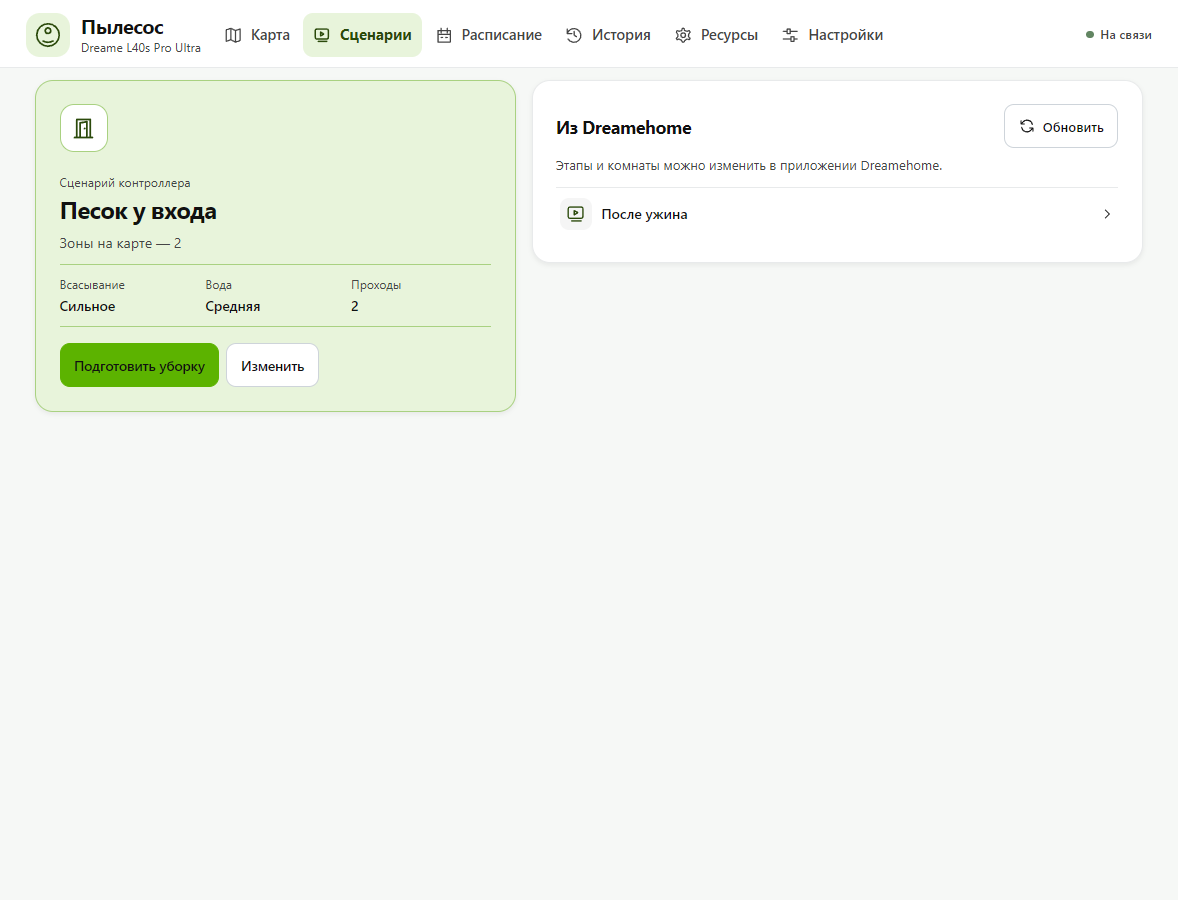 Пылесос
Dreame L40s Pro Ultra
Карта
Сценарии
Расписание
История
Ресурсы
Настройки
На связи
Сценарий контроллера
Песок у входа
Зоны на карте — 2
Всасывание Вода Проходы
Сильное Средняя 2
Подготовить уборку Изменить
Из Dreamehome
Обновить
Этапы и комнаты можно изменить в приложении Dreamehome.
После ужина